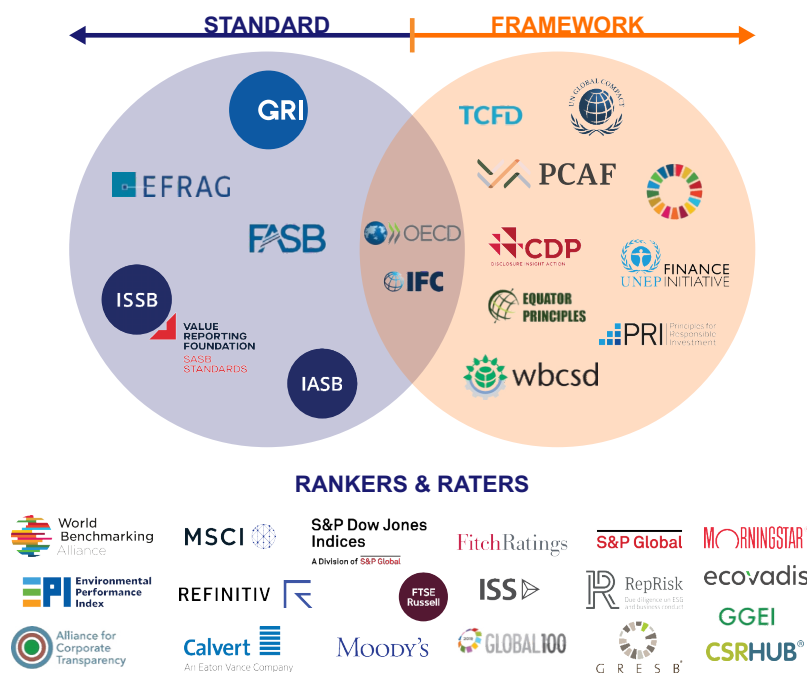 STANDARD
FRAMEWORK
GRI
EFRAG
FASB
ISSB
VALUE
REPORTING
FOUNDATION
SASB
STANDARDS
IASB
OECD
IFC
TCFD
UN GLOBAL COMPACT
PCAF
CDP
DISCLOSURE INSIGHT ACTION
UNEP
FINANCE
INITIATIVE
EQUATOR
PRINCIPLES
PRI
Principles for
Responsible
Investment
wbcsd
RANKERS & RATERS
World
Benchmarking
Alliance
MSCI
S&P Dow Jones
Indices
A Division of S&P Global
FitchRatings
S&P Global
MORNINGSTAR
EPI
Environmental
Performance
Index
REFINITIV
FTSE
Russell
ISS
RepRisk
Due diligence on ESG
and business conduct
ecovadis
GGEI
Alliance for
Corporate
Transparency
Calvert
An Eaton Vance Company
MOODY'S
GLOBAL100
GRESB®
CSRHUB®